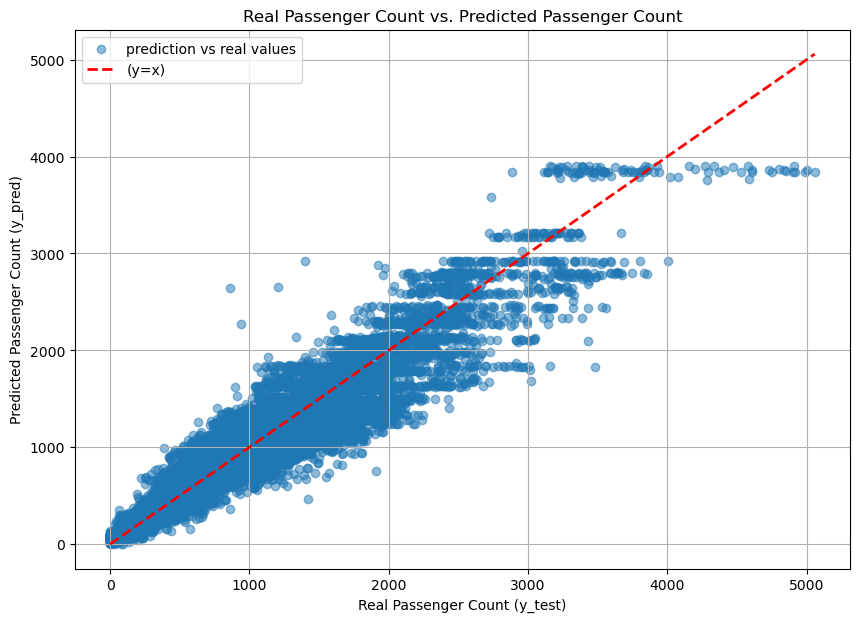 Real Passenger Count vs. Predicted Passenger Count
prediction vs real values
(y=x)
Predicted Passenger Count (y_pred)
5000
4000
3000
2000
1000
0
0 1000 2000 3000 4000 5000
Real Passenger Count (y_test)